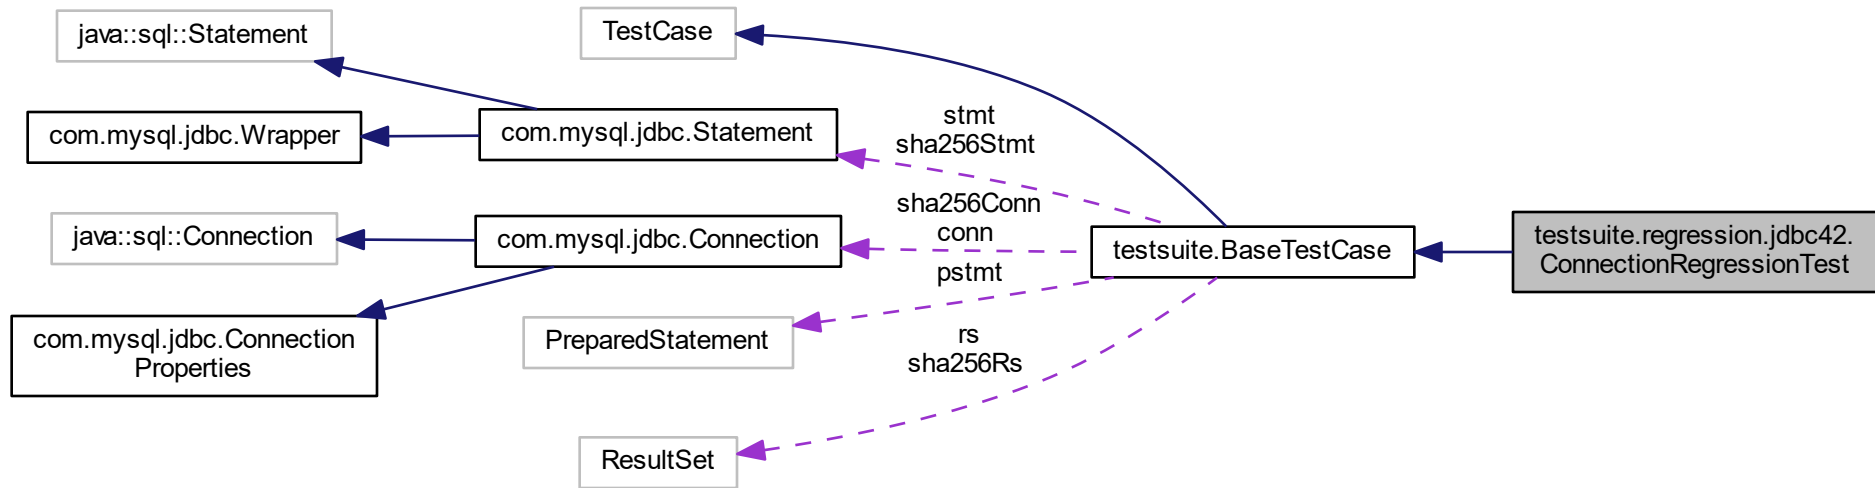 java::sql::Statement
TestCase
com.mysql.jdbc.Wrapper
com.mysql.jdbc.Statement
stmt
sha256Stmt
java::sql::Connection
com.mysql.jdbc.Connection
sha256Conn
conn
testsuite.BaseTestCase
testsuite.regression.jdbc42.
ConnectionRegressionTest
pstmt
com.mysql.jdbc.Connection
Properties
PreparedStatement
rs
sha256Rs
ResultSet